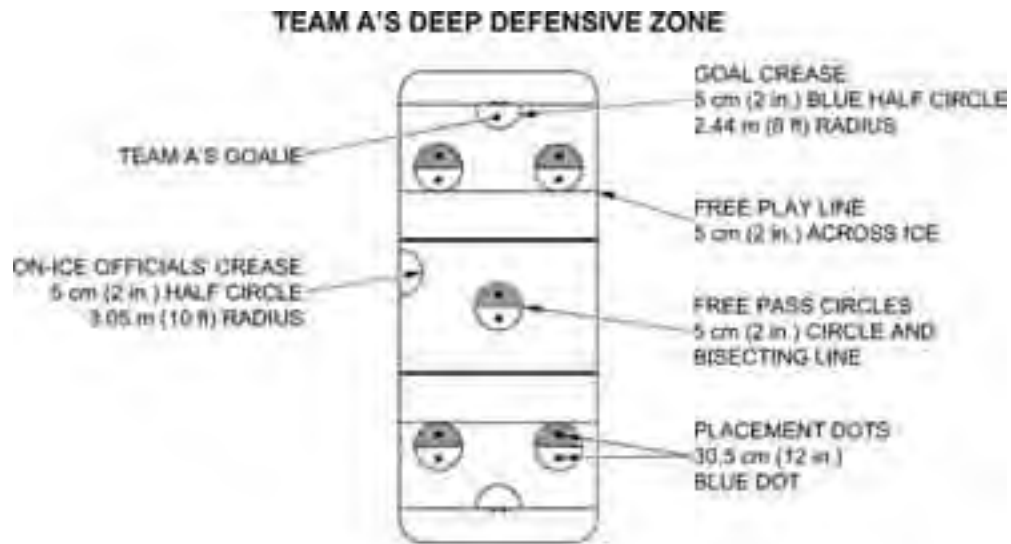 TEAM A'S DEEP DEFENSIVE ZONE
GOAL CREASE
5 cm (2 in.) BLUE HALF CIRCLE
2.44 m (8 ft) RADIUS
TEAM A'S GOALIE
FREE PLAY LINE
5 cm (2 in.) ACROSS ICE
ON-ICE OFFICIALS' CREASE
5 cm (2 in.) HALF CIRCLE
3.05 m (10 ft) RADIUS
FREE PASS CIRCLES
5 cm (2 in.) CIRCLE AND
BISECTING LINE
PLACEMENT DOTS
30.5 cm (12 in.)
BLUE DOT